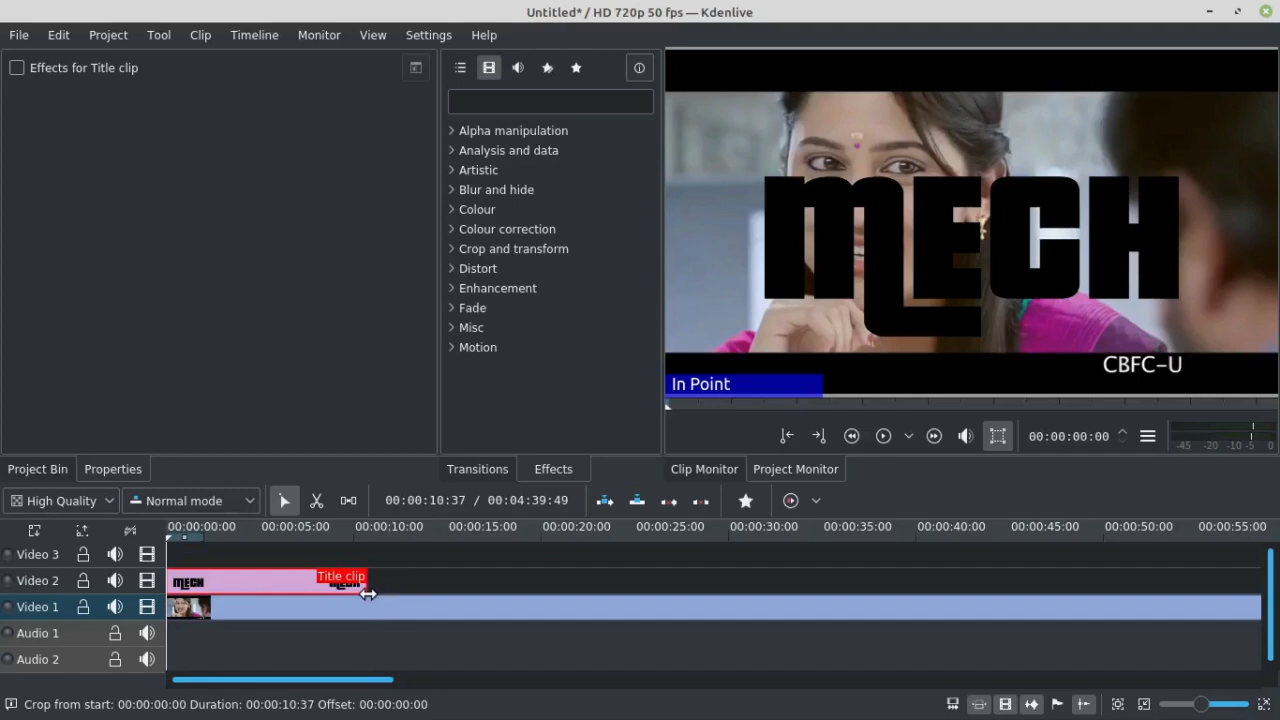 Untitled* / HD 720p 50 fps — Kdenlive
File Edit Project Tool Clip Timeline Monitor View Settings Help
Effects for Title clip
Alpha manipulation
Analysis and data
Artistic
Blur and hide
Colour
Colour correction
Crop and transform
Distort
Enhancement
Fade
Misc
Motion
MECH
CBFC-U
In Point
00:00:00:00
-45 -20 -10 -5 0
Project Bin Properties
Transitions Effects
Clip Monitor Project Monitor
High Quality Normal mode 00:00:10:37 / 00:04:39:49
00:00:00:00 00:00:05:00 00:00:10:00 00:00:15:00 00:00:20:00 00:00:25:00 00:00:30:00 00:00:35:00 00:00:40:00 00:00:45:00 00:00:50:00 00:00:55:00
Video 3
Video 2 MECH Title clip MECH
Video 1
Audio 1
Audio 2
Crop from start: 00:00:00:00 Duration: 00:00:10:37 Offset: 00:00:00:00